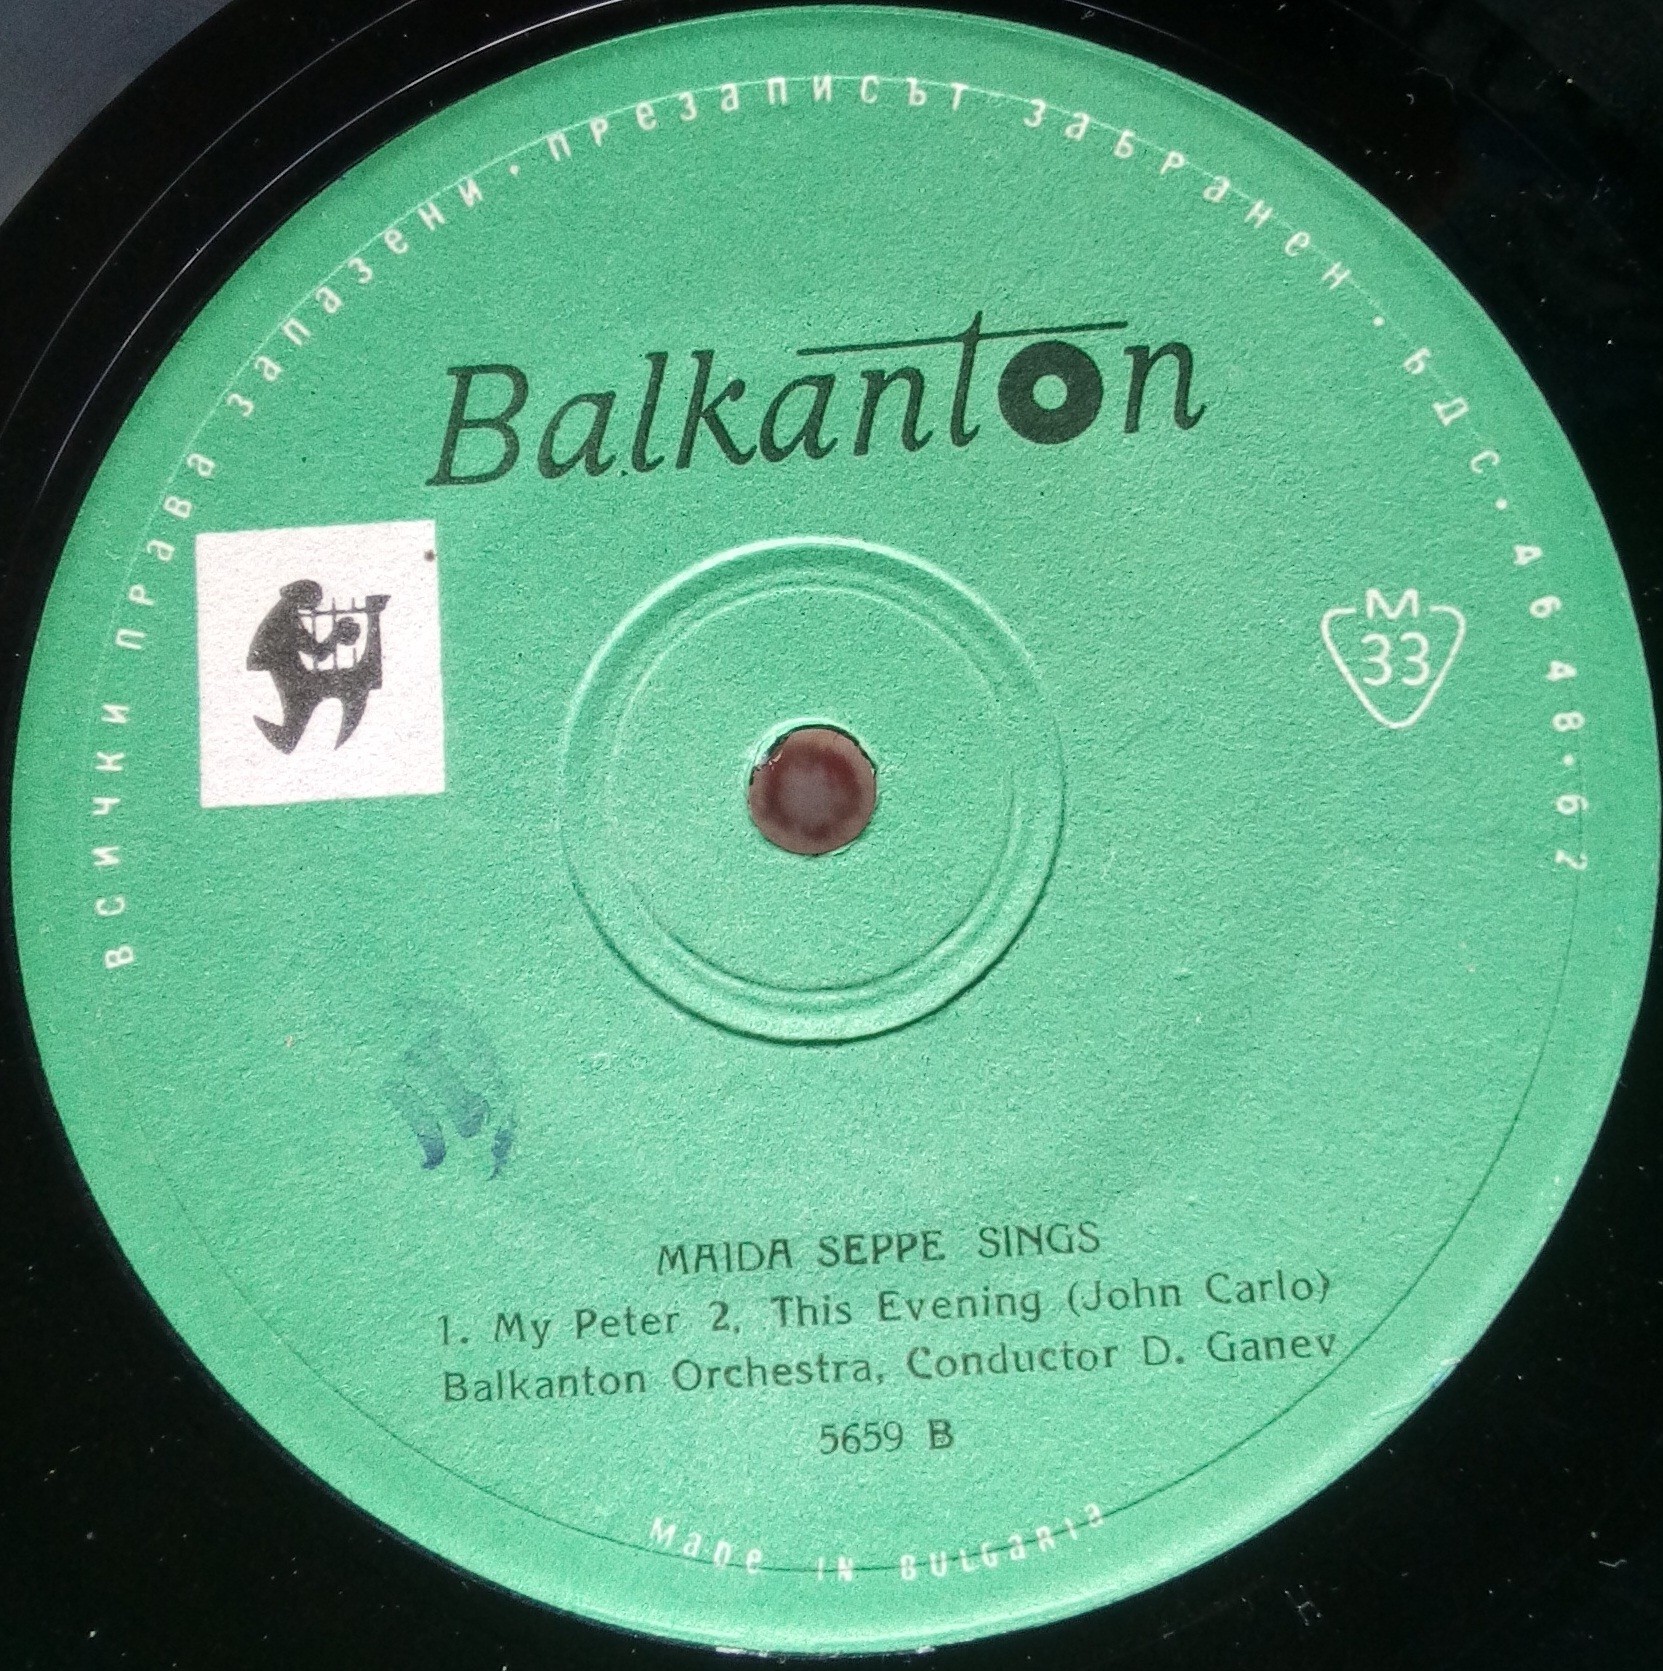 всички права запазени. презаписът забранен. бдс. 4648.62
Balkanton
M
33
MAIDA SEPPE SINGS
1. My Peter 2. This Evening (John Carlo)
Balkanton Orchestra, Conductor D. Ganev
5659 B
Made in Bulgaria